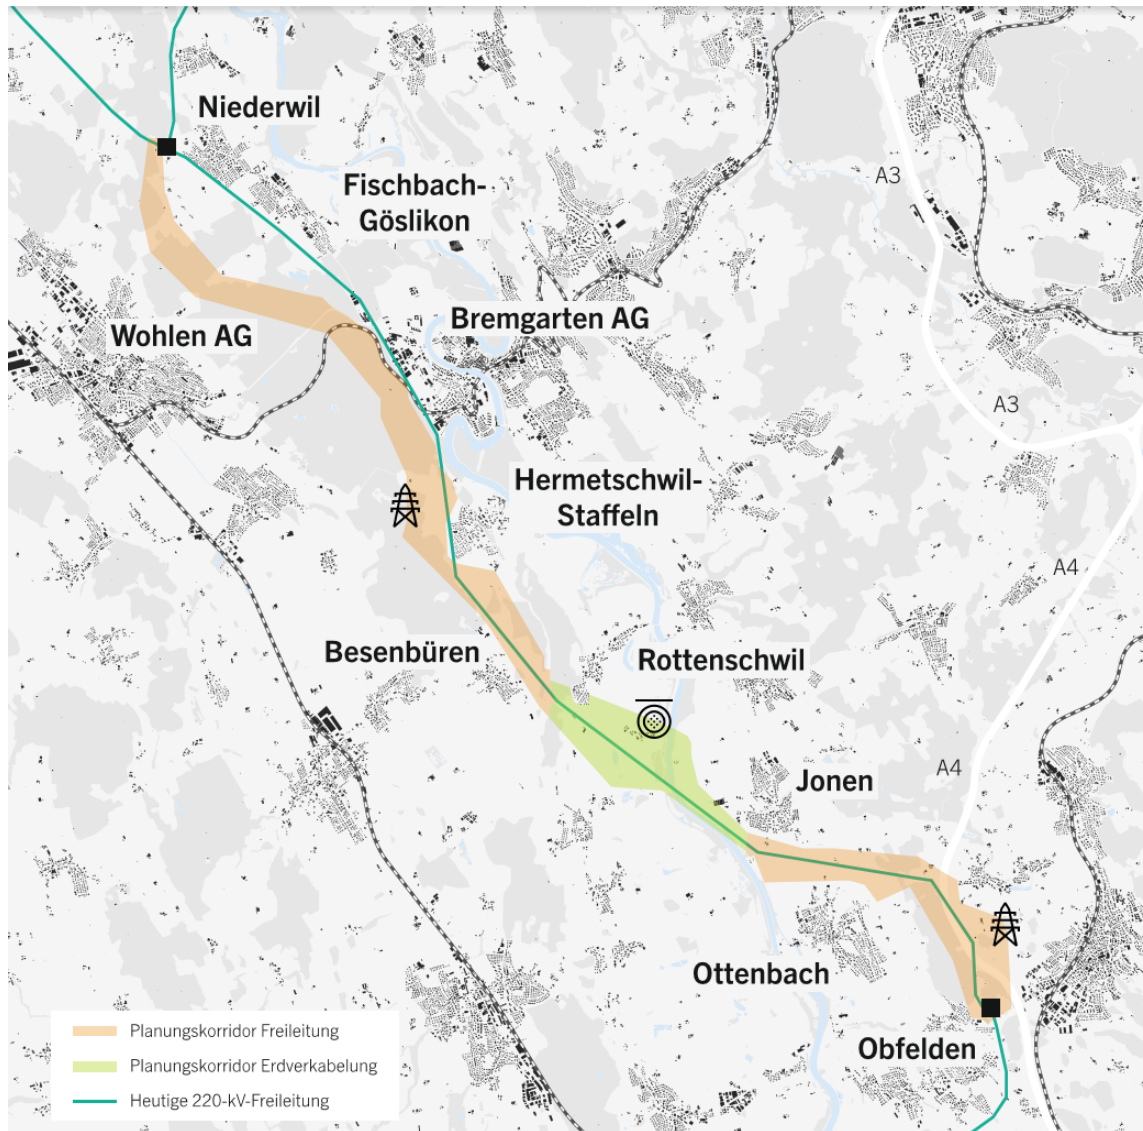 Niederwil
Fischbach-
Göslikon
A3
Bremgarten AG
Wohlen AG
A3
Hermetschwil-
Staffeln
A4
Besenbüren
Rottenschwil
A4
Jonen
Ottenbach
Obfelden
Planungskorridor Freileitung
Planungskorridor Erdverkabelung
Heutige 220-kV-Freileitung